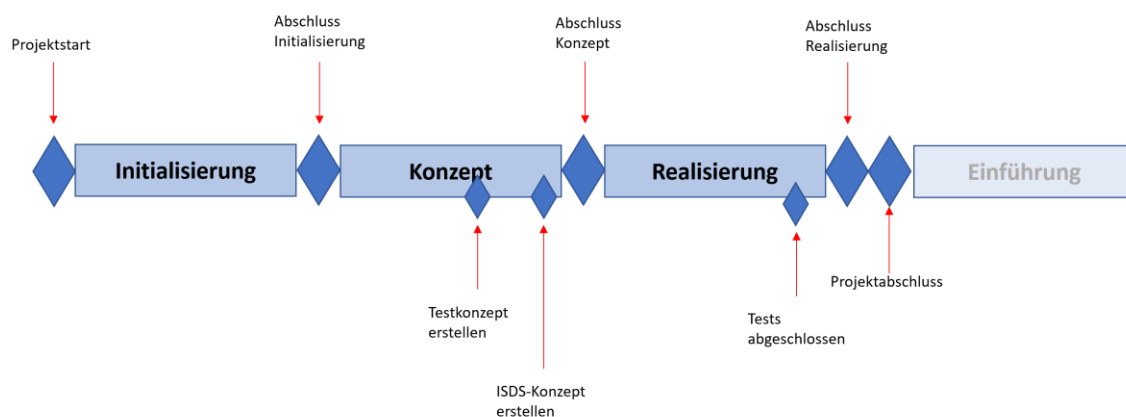 Projektstart
Abschluss
Initialisierung
Abschluss
Konzept
Abschluss
Realisierung
Initialisierung
Konzept
Realisierung
Einführung
Testkonzept
erstellen
ISDS-Konzept
erstellen
Tests
abgeschlossen
Projektabschluss